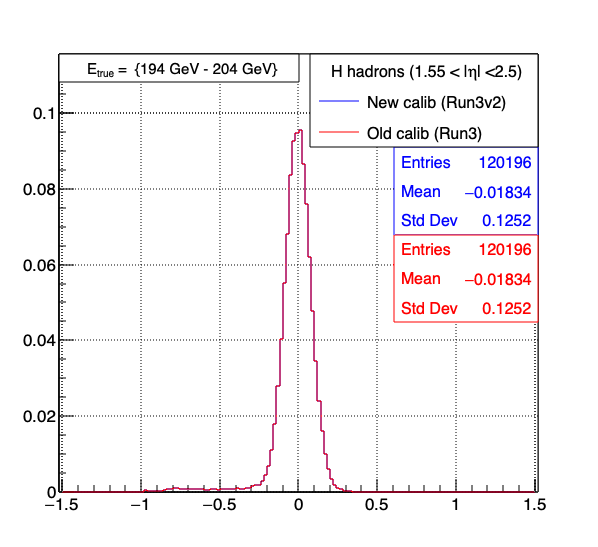 E_true = {194 GeV - 204 GeV}
H hadrons (1.55 < |η| <2.5)
New calib (Run3v2)
Old calib (Run3)
Entries 120196
Mean −0.01834
Std Dev 0.1252
Entries 120196
Mean −0.01834
Std Dev 0.1252
0.1
0.08
0.06
0.04
0.02
0
−1.5 −1 −0.5 0 0.5 1 1.5